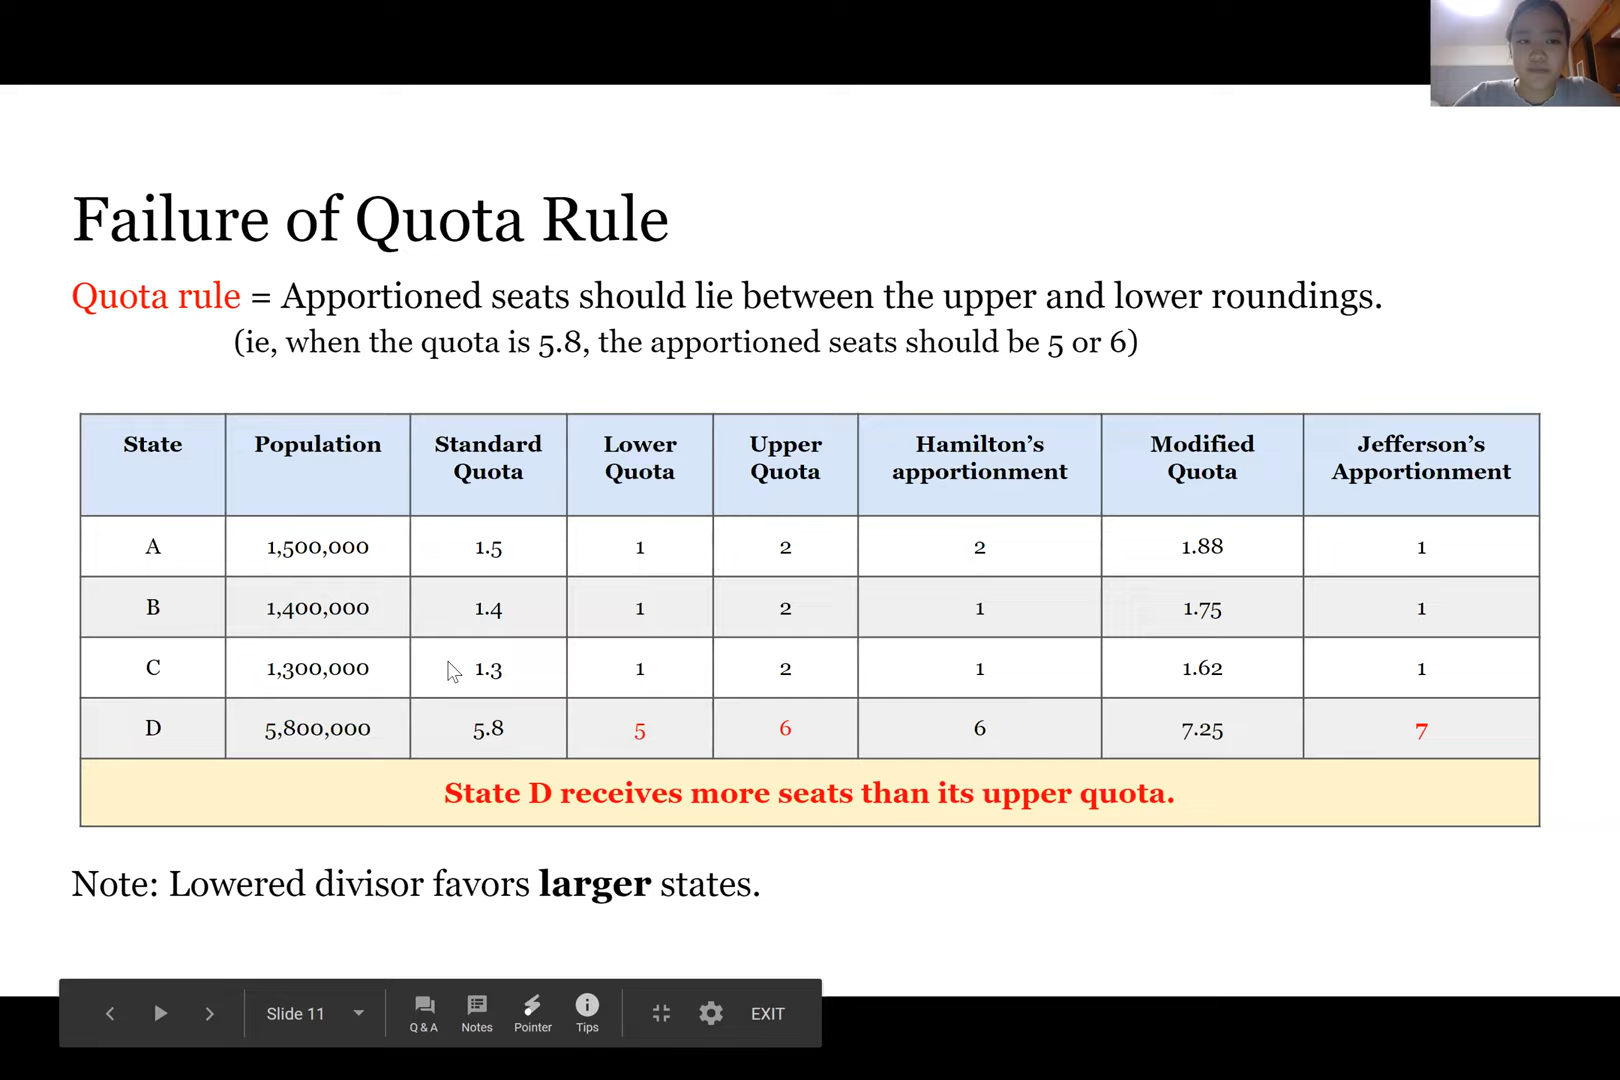 Failure of Quota Rule
Quota rule = Apportioned seats should lie between the upper and lower roundings.
(ie, when the quota is 5.8, the apportioned seats should be 5 or 6)
State Population Standard Quota Lower Quota Upper Quota Hamilton's apportionment Modified Quota Jefferson's Apportionment
A 1,500,000 1.5 1 2 2 1.88 1
B 1,400,000 1.4 1 2 1 1.75 1
C 1,300,000 1.3 1 2 1 1.62 1
D 5,800,000 5.8 5 6 6 7.25 7
State D receives more seats than its upper quota.
Note: Lowered divisor favors larger states.
Slide 11 Q & A Notes Pointer Tips EXIT